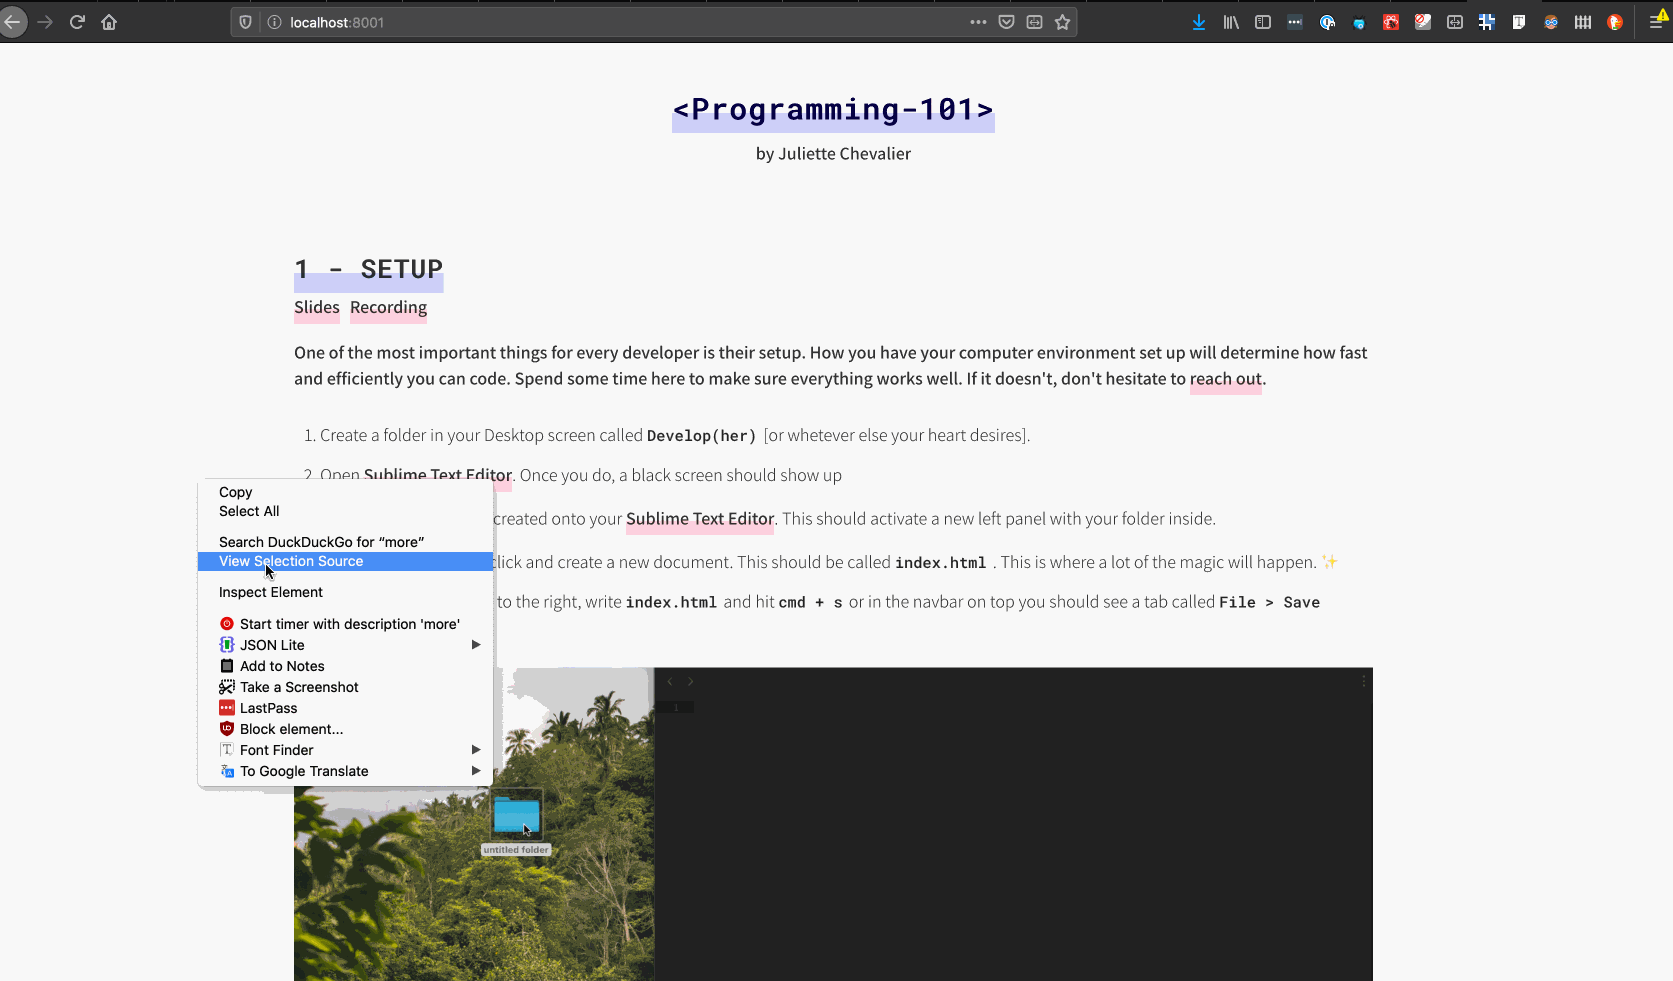 localhost:8001
<Programming-101>
by Juliette Chevalier
1 - SETUP
Slides Recording
One of the most important things for every developer is their setup. How you have your computer environment set up will determine how fast
and efficiently you can code. Spend some time here to make sure everything works well. If it doesn't, don't hesitate to reach out.
1. Create a folder in your Desktop screen called Develop(her) [or whetever else your heart desires].
2. Open Sublime Text Editor. Once you do, a black screen should show up
created onto your Sublime Text Editor. This should activate a new left panel with your folder inside.
click and create a new document. This should be called index.html . This is where a lot of the magic will happen. ✨
to the right, write index.html and hit cmd + s or in the navbar on top you should see a tab called File > Save
Copy
Select All
Search DuckDuckGo for “more”
View Selection Source
Inspect Element
Start timer with description 'more'
JSON Lite
Add to Notes
Take a Screenshot
LastPass
Block element...
Font Finder
To Google Translate
1
untitled folder